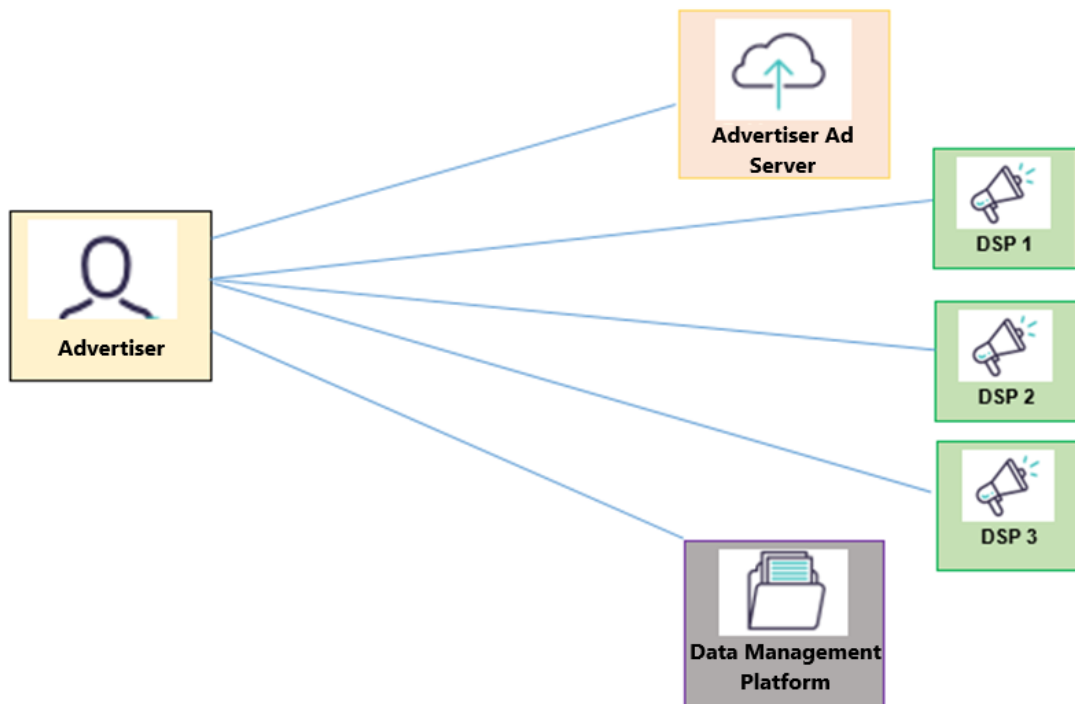 Advertiser Ad
Server
DSP 1
Advertiser
DSP 2
DSP 3
Data Management
Platform